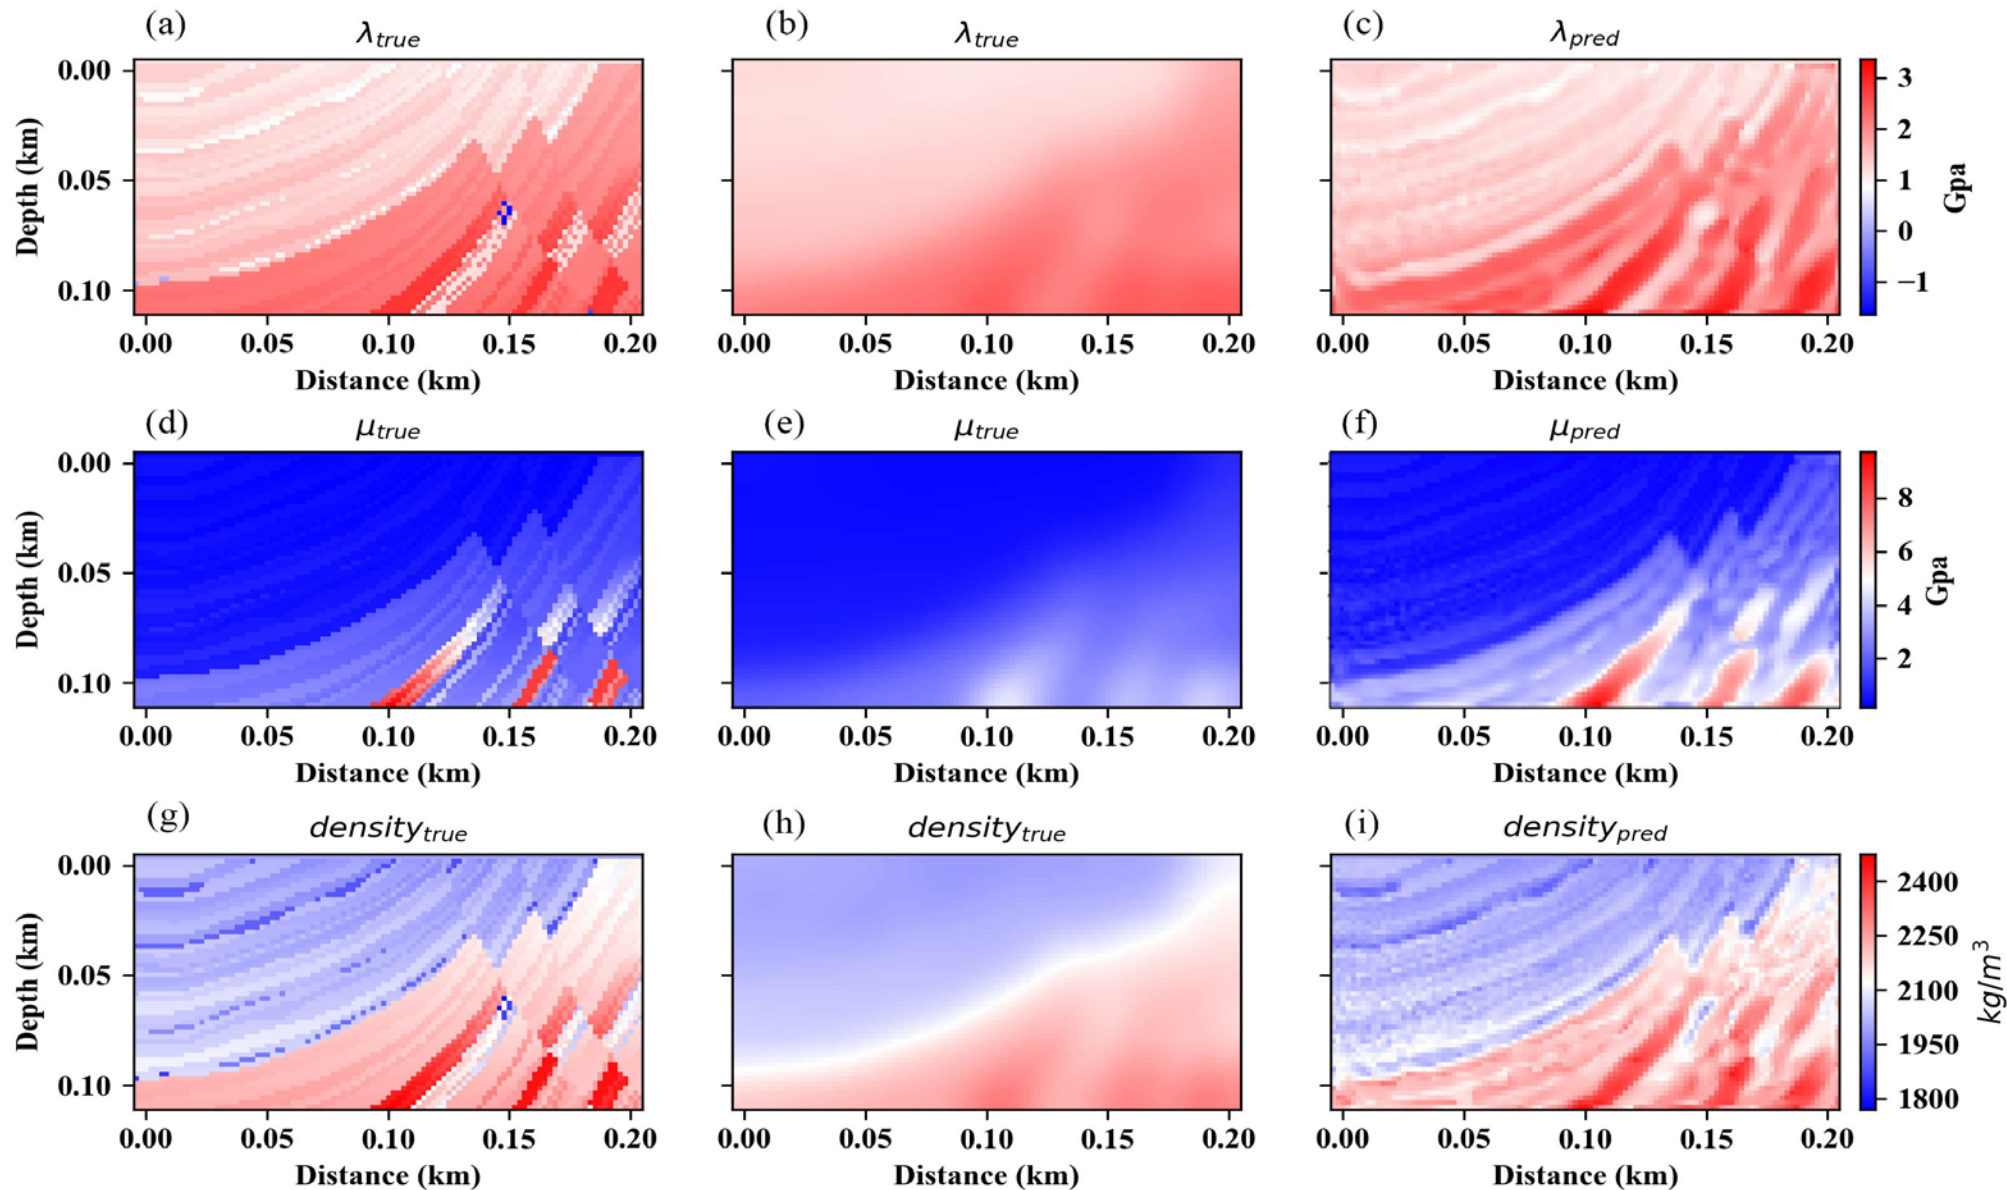 (a) λtrue
(b) λtrue
(c) λpred
Depth (km)
0.00
0.05
0.10
0.00 0.05 0.10 0.15 0.20
Distance (km)
0.00 0.05 0.10 0.15 0.20
Distance (km)
0.00 0.05 0.10 0.15 0.20
Distance (km)
3
2
1
0
−1
Gpa
(d) μtrue
(e) μtrue
(f) μpred
Depth (km)
0.00
0.05
0.10
0.00 0.05 0.10 0.15 0.20
Distance (km)
0.00 0.05 0.10 0.15 0.20
Distance (km)
0.00 0.05 0.10 0.15 0.20
Distance (km)
8
6
4
2
Gpa
(g) densitytrue
(h) densitytrue
(i) densitypred
Depth (km)
0.00
0.05
0.10
0.00 0.05 0.10 0.15 0.20
Distance (km)
0.00 0.05 0.10 0.15 0.20
Distance (km)
0.00 0.05 0.10 0.15 0.20
Distance (km)
2400
2250
2100
1950
1800
kg/m³